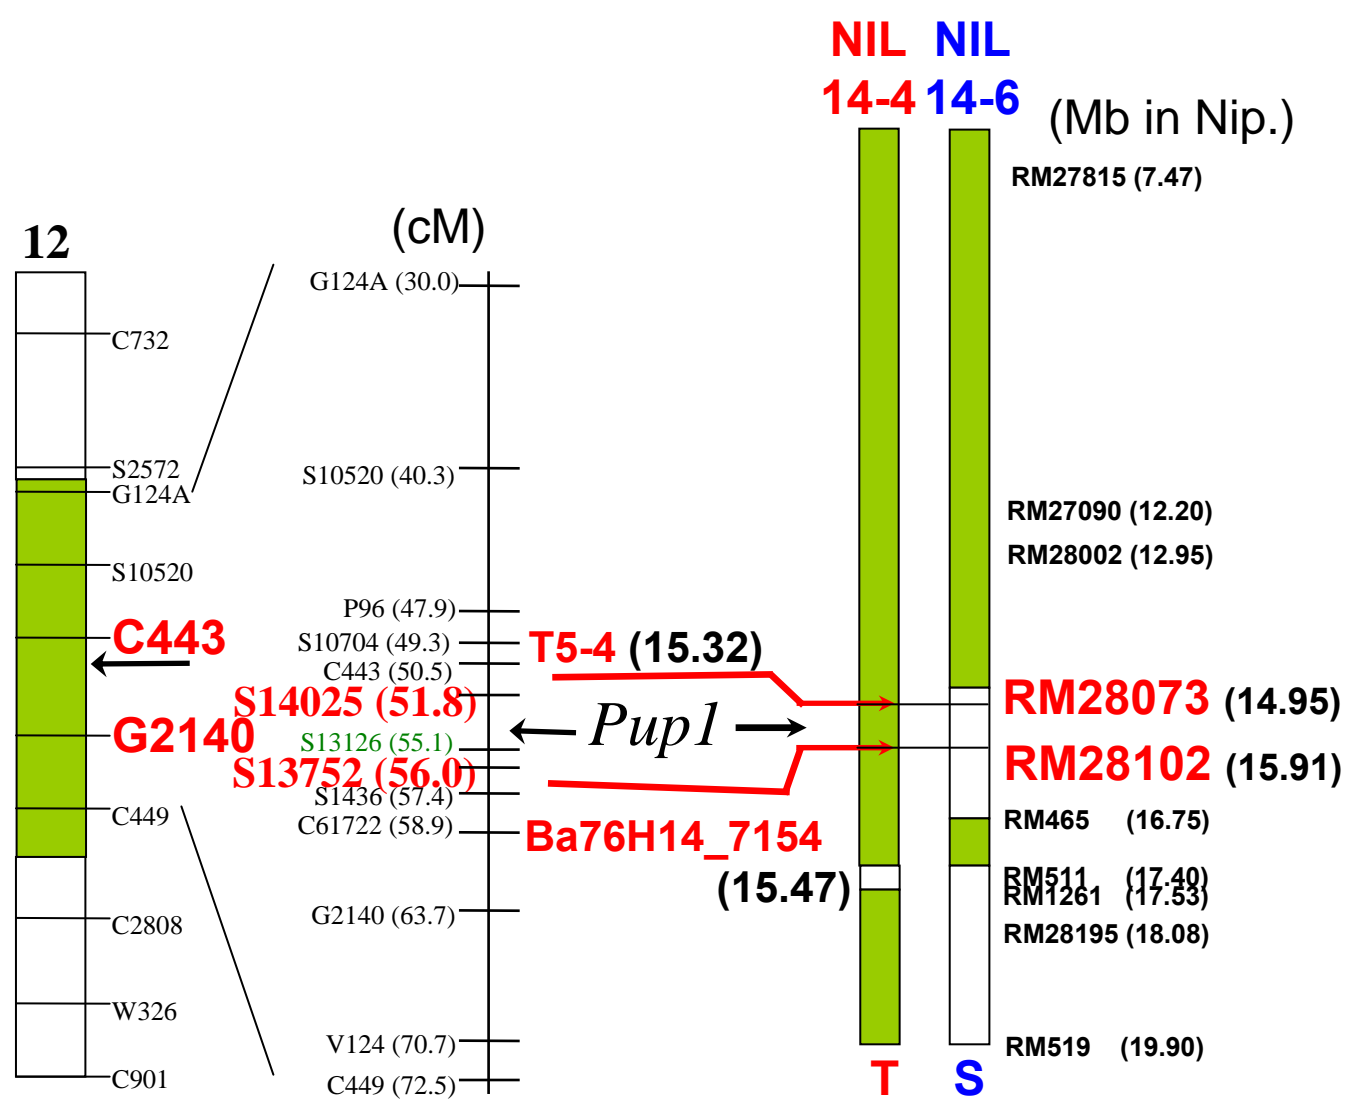 12
C732
S2572
G124A
S10520
C443
G2140
C449
C2808
W326
C901
(cM)
G124A (30.0)
S10520 (40.3)
P96 (47.9)
S10704 (49.3)
C443 (50.5)
S14025 (51.8)
S13126 (55.1)
S13752 (56.0)
S1436 (57.4)
C61722 (58.9)
G2140 (63.7)
V124 (70.7)
C449 (72.5)
T5-4 (15.32)
Pup1
Ba76H14_7154
(15.47)
NIL NIL
14-4 14-6
(Mb in Nip.)
RM27815 (7.47)
RM27090 (12.20)
RM28002 (12.95)
RM28073 (14.95)
RM28102 (15.91)
RM465 (16.75)
RM511 (17.40)
RM1261 (17.53)
RM28195 (18.08)
RM519 (19.90)
T S